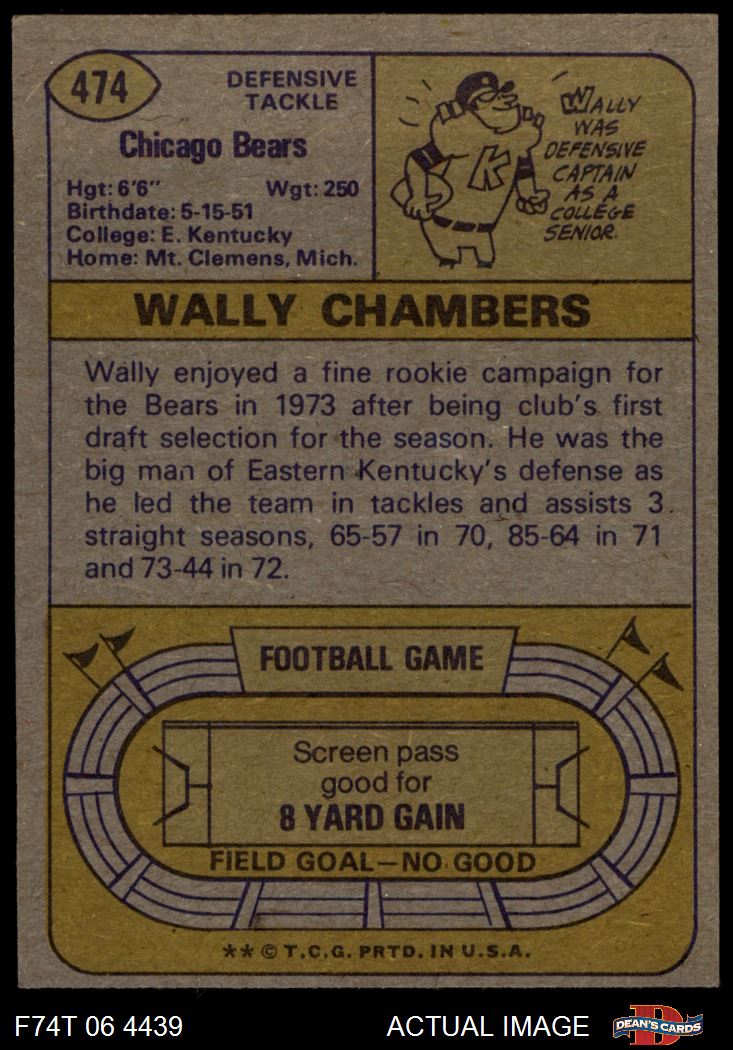 474
DEFENSIVE
TACKLE
Chicago Bears
Hgt: 6'6" Wgt: 250
Birthdate: 5-15-51
College: E. Kentucky
Home: Mt. Clemens, Mich.
K
WALLY
WAS
DEFENSIVE
CAPTAIN
AS A
COLLEGE
SENIOR.
WALLY CHAMBERS
Wally enjoyed a fine rookie campaign for
the Bears in 1973 after being club's first
draft selection for the season. He was the
big man of Eastern Kentucky's defense as
he led the team in tackles and assists 3
straight seasons, 65-57 in 70, 85-64 in 71
and 73-44 in 72.
FOOTBALL GAME
Screen pass
good for
8 YARD GAIN
FIELD GOAL—NO GOOD
** © T.C.G. PRTD. IN U.S.A.
F74T 06 4439 ACTUAL IMAGE
D
DEAN'S CARDS